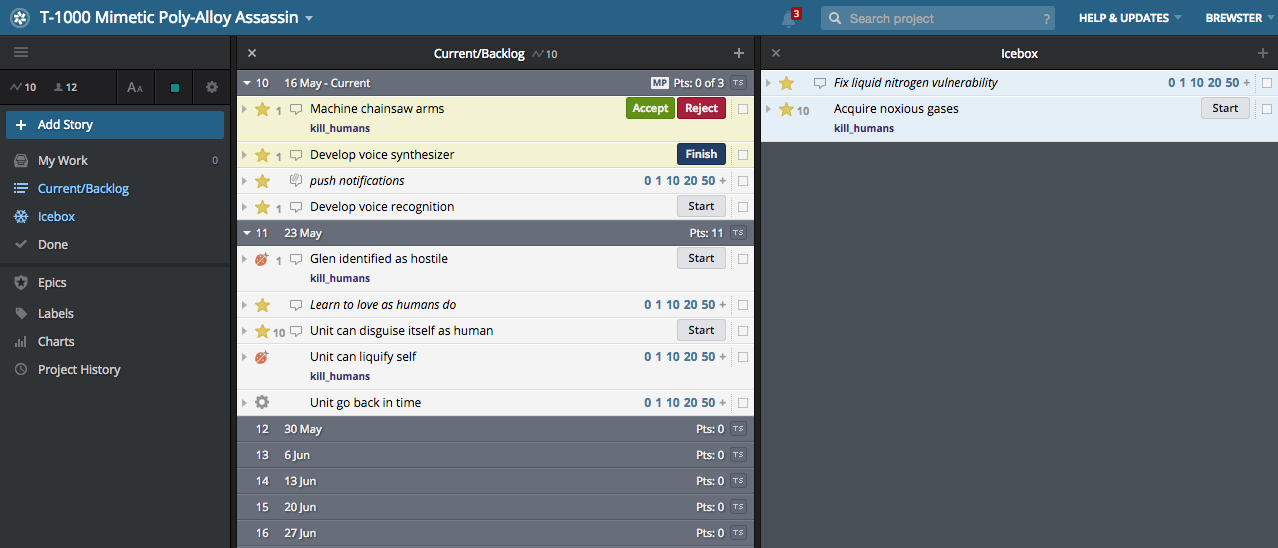 T-1000 Mimetic Poly-Alloy Assassin
3
Search project ?
HELP & UPDATES
BREWSTER
10 12 AA
+ Add Story
My Work 0
Current/Backlog
Icebox
Done
Epics
Labels
Charts
Project History
× Current/Backlog 10 +
10 16 May - Current MP Pts: 0 of 3 TS
1 Machine chainsaw arms Accept Reject
kill_humans
1 Develop voice synthesizer Finish
push notifications 0 1 10 20 50 +
1 Develop voice recognition Start
11 23 May Pts: 11 TS
1 Glen identified as hostile Start
kill_humans
Learn to love as humans do 0 1 10 20 50 +
10 Unit can disguise itself as human Start
Unit can liquify self 0 1 10 20 50 +
kill_humans
Unit go back in time 0 1 10 20 50 +
12 30 May Pts: 0 TS
13 6 Jun Pts: 0 TS
14 13 Jun Pts: 0 TS
15 20 Jun Pts: 0 TS
16 27 Jun Pts: 0 TS
× Icebox +
Fix liquid nitrogen vulnerability 0 1 10 20 50 +
10 Acquire noxious gases Start
kill_humans